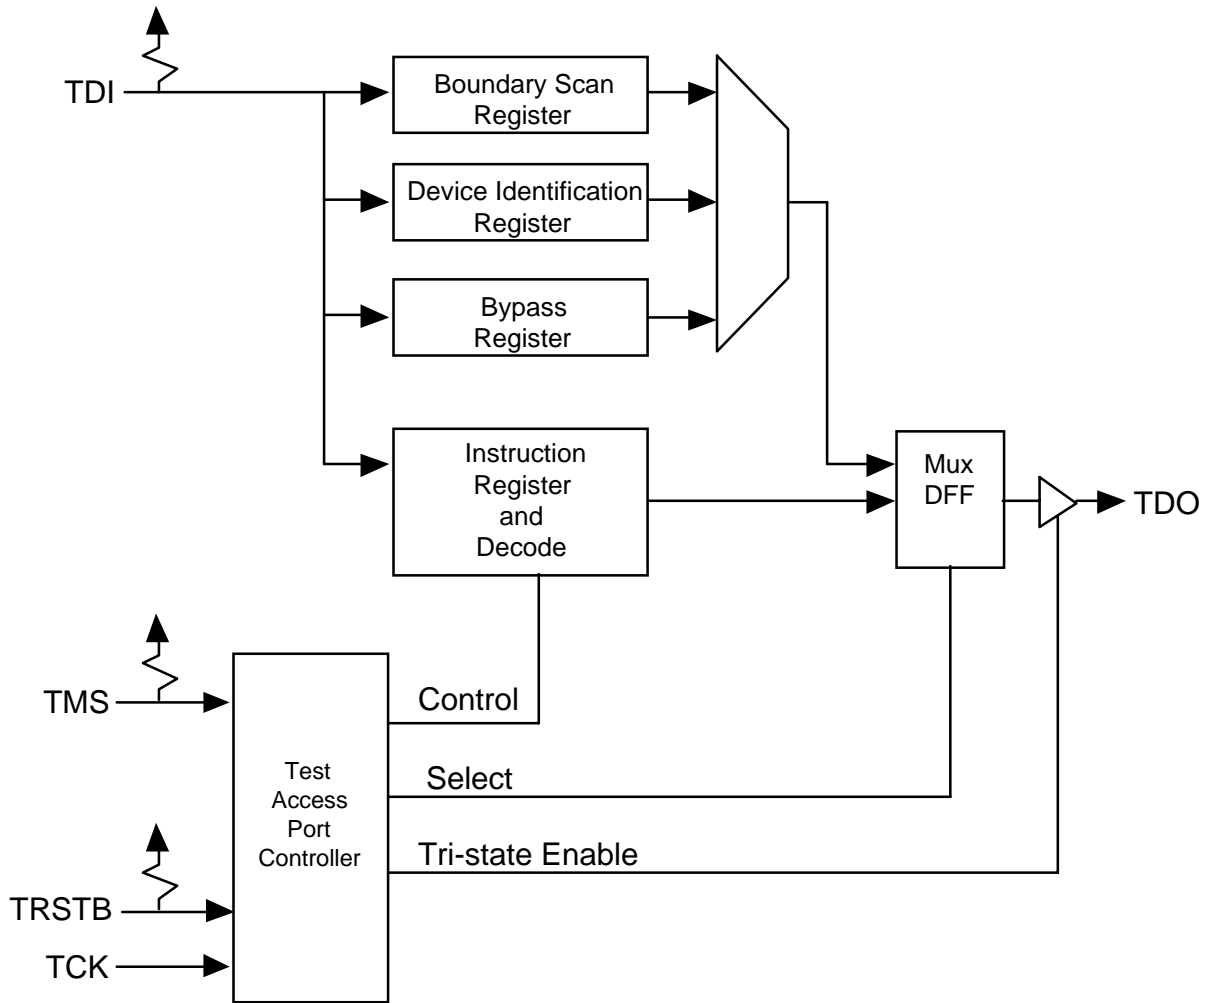 TDI
Boundary Scan
Register
Device Identification
Register
Bypass
Register
Instruction
Register
and
Decode
Mux
DFF
TDO
TMS
Control
Select
Test
Access
Port
Controller
Tri-state Enable
TRSTB
TCK